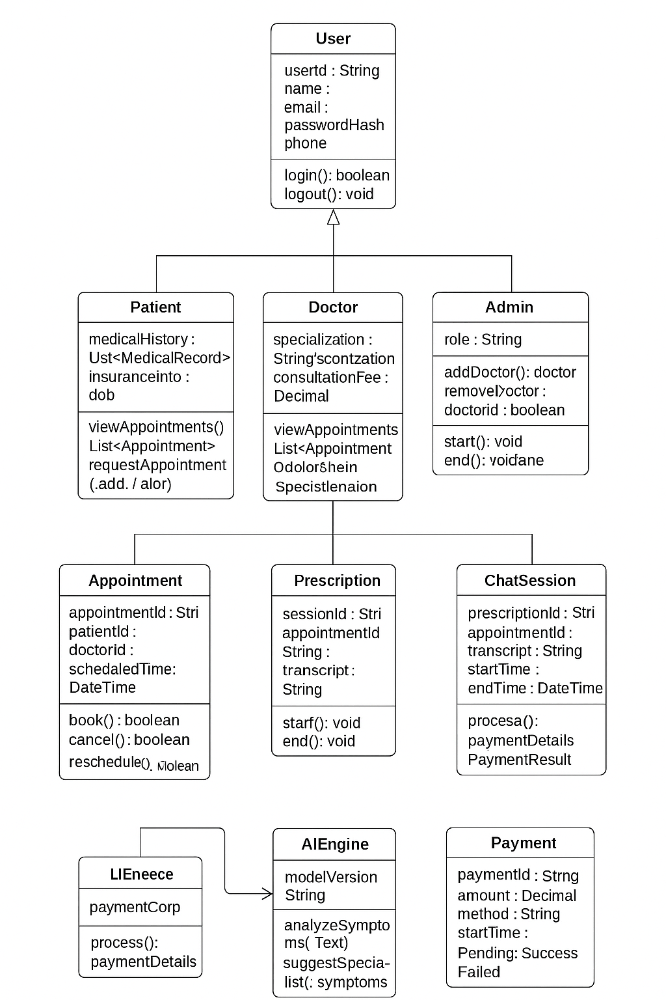 User
usertd : String
name :
email :
passwordHash
phone
login(): boolean
logout(): void
Patient
medicalHistory :
Ust<MedicalRecord>
insuranceinto :
dob
viewAppointments()
List<Appointment>
requestAppointment
(.add. / alor)
Doctor
specialization :
String'scontzation
consultationFee :
Decimal
viewAppointments
List<Appointment
Specistlenaion
Admin
role : String
addDoctor(): doctor
doctorid : boolean
start(): void
end():
Appointment
appointmentId : Stri
patientId :
doctorid :
schedaledTime:
DateTime
book() : boolean
cancel() : boolean
reschedule().
Prescription
sessionId : Stri
appointmentId
String :
transcript :
String
starf(): void
end(): void
ChatSession
prescriptionId : Stri
appointmentId :
transcript : String
startTime :
endTime : DateTime
procesa():
paymentDetails
PaymentResult
LIEneece
paymentCorp
process():
paymentDetails
AIEngine
modelVersion
String
analyzeSympto
ms( Text)
suggestSpecia-
list(: symptoms
Payment
paymentId : Strng
amount : Decimal
method : String
startTime :
Pending: Success
Failed